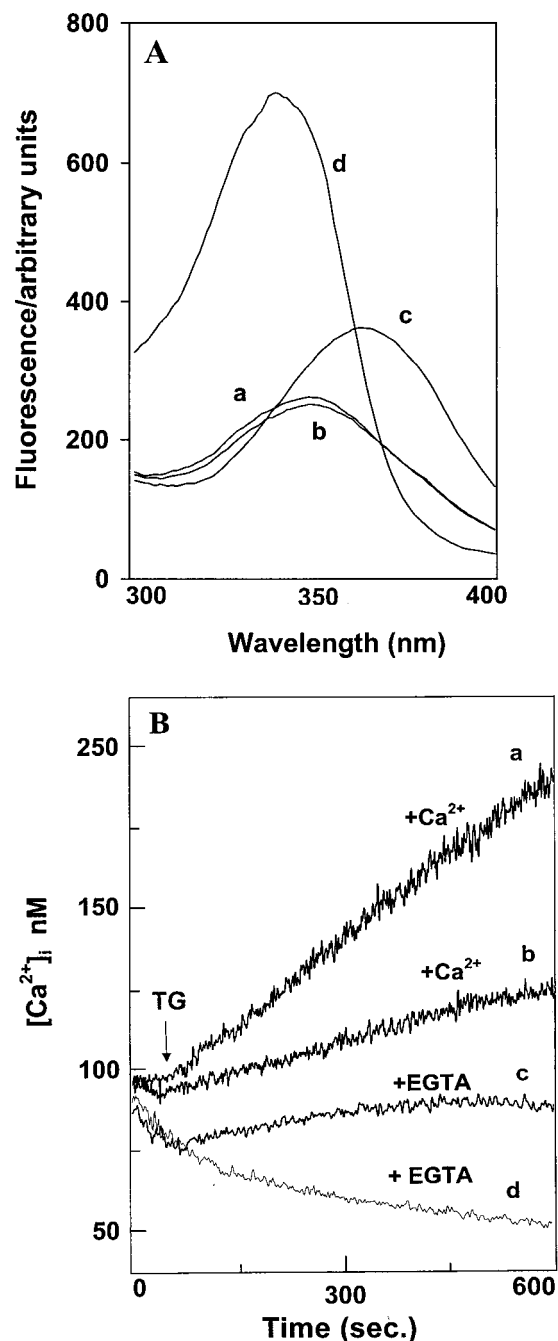 A
800
600
400
200
0
Fluorescence/arbitrary units
d
c
a
b
300 350 400
Wavelength (nm)
B
250
150
100
50
[Ca²⁺]ᵢ nM
TG
a
+Ca²⁺
b
+Ca²⁺
c
+EGTA
+ EGTA d
0 300 600
Time (sec.)